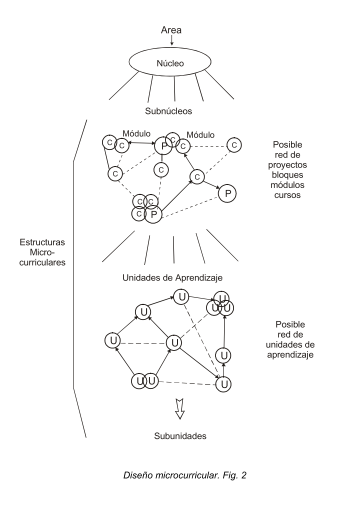 Area
Núcleo
Subnúcleos
Módulo Módulo
C C C P C C
C C C
P
C C
C P
Posible
red de
proyectos
bloques
módulos
cursos
Estructuras
Micro-
curriculares
Unidades de Aprendizaje
U U
U U U
U U
U
U U U
Posible
red de
unidades de
aprendizaje
Subunidades
Diseño microcurricular. Fig. 2